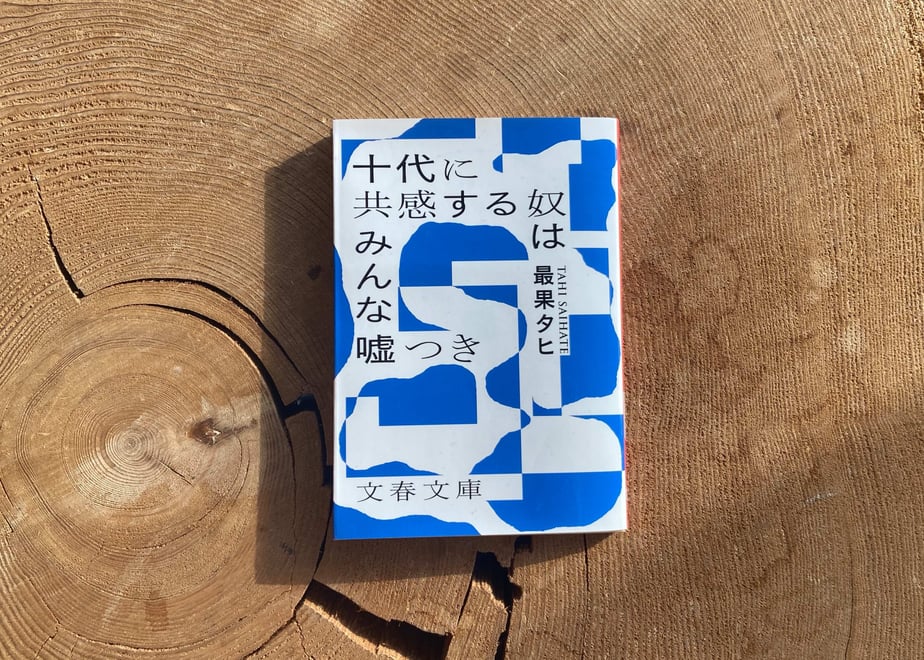 十代に
共感する奴は
みんな
嘘つき
最果タヒ
TAHI SAIHATE
文春文庫